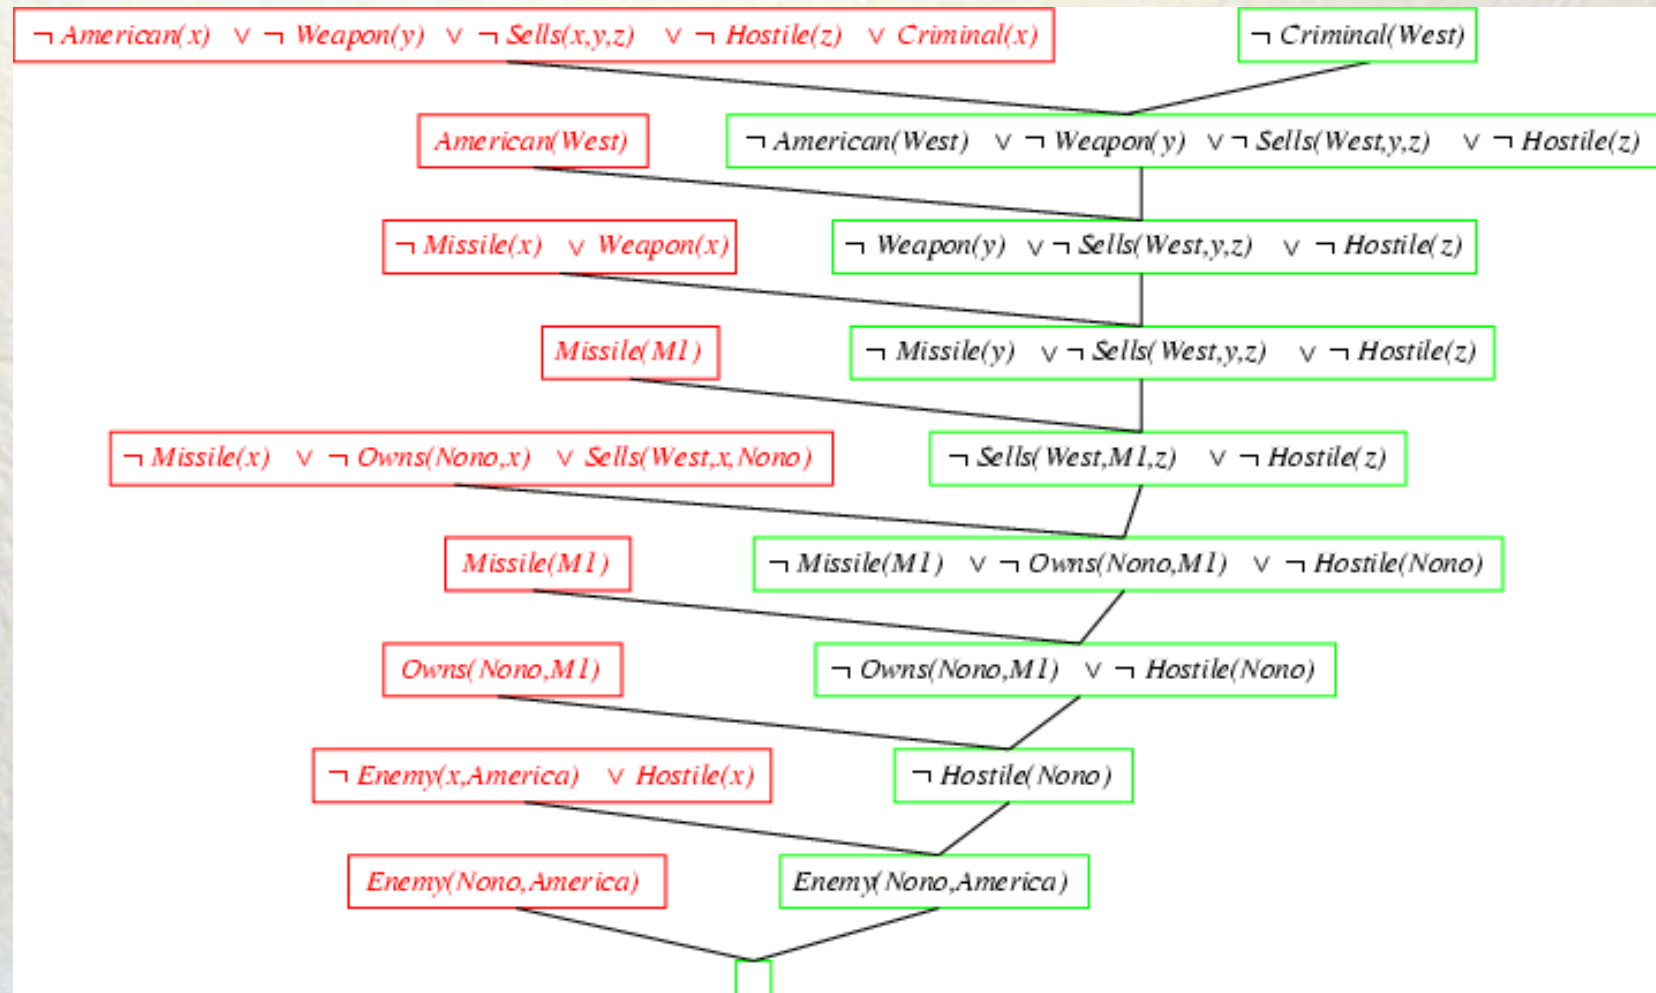 ¬ American(x) ∨ ¬ Weapon(y) ∨ ¬ Sells(x,y,z) ∨ ¬ Hostile(z) ∨ Criminal(x) ¬ Criminal(West)
American(West) ¬ American(West) ∨ ¬ Weapon(y) ∨ ¬ Sells(West,y,z) ∨ ¬ Hostile(z)
¬ Missile(x) ∨ Weapon(x) ¬ Weapon(y) ∨ ¬ Sells(West,y,z) ∨ ¬ Hostile(z)
Missile(M1) ¬ Missile(y) ∨ ¬ Sells(West,y,z) ∨ ¬ Hostile(z)
¬ Missile(x) ∨ ¬ Owns(Nono,x) ∨ Sells(West,x,Nono) ¬ Sells(West,M1,z) ∨ ¬ Hostile(z)
Missile(M1) ¬ Missile(M1) ∨ ¬ Owns(Nono,M1) ∨ ¬ Hostile(Nono)
Owns(Nono,M1) ¬ Owns(Nono,M1) ∨ ¬ Hostile(Nono)
¬ Enemy(x,America) ∨ Hostile(x) ¬ Hostile(Nono)
Enemy(Nono,America) Enemy(Nono,America)